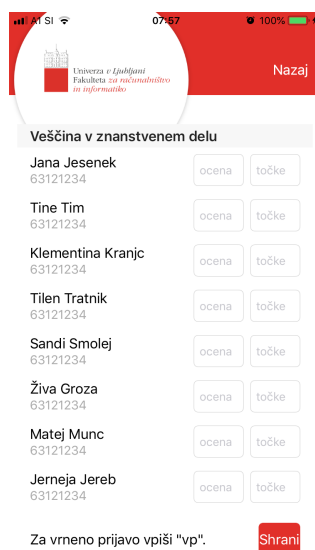 A1 SI 07:57 100%
Univerza v Ljubljani
Fakulteta za računalništvo
in informatiko
Nazaj
Veščina v znanstvenem delu
Jana Jesenek
63121234
ocena točke
Tine Tim
63121234
ocena točke
Klementina Kranjc
63121234
ocena točke
Tilen Tratnik
63121234
ocena točke
Sandi Smolej
63121234
ocena točke
Živa Groza
63121234
ocena točke
Matej Munc
63121234
ocena točke
Jerneja Jereb
63121234
ocena točke
Za vrneno prijavo vpiši "vp".
Shrani